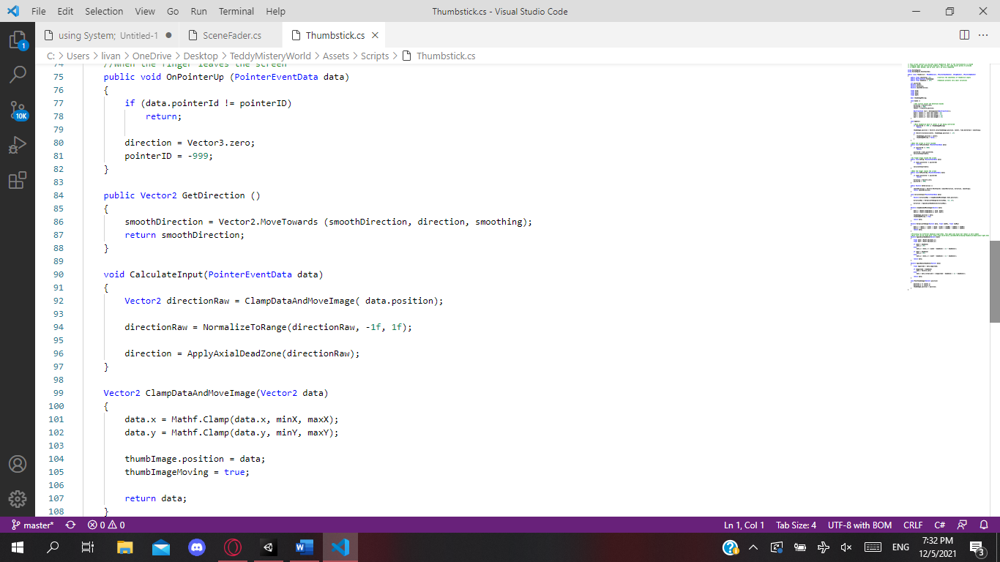 File Edit Selection View Go Run Terminal Help Thumbstick.cs - Visual Studio Code
using System; Untitled-1 SceneFader.cs Thumbstick.cs
C: > Users > livan > OneDrive > Desktop > TeddyMisteryWorld > Assets > Scripts > Thumbstick.cs
1
10K
74 //When the finger leaves the screen
75 public void OnPointerUp (PointerEventData data)
76 {
77 if (data.pointerId != pointerID)
78 return;
79
80 direction = Vector3.zero;
81 pointerID = -999;
82 }
83
84 public Vector2 GetDirection ()
85 {
86 smoothDirection = Vector2.MoveTowards (smoothDirection, direction, smoothing);
87 return smoothDirection;
88 }
89
90 void CalculateInput(PointerEventData data)
91 {
92 Vector2 directionRaw = ClampDataAndMoveImage( data.position);
93
94 directionRaw = NormalizeToRange(directionRaw, -1f, 1f);
95
96 direction = ApplyAxialDeadZone(directionRaw);
97 }
98
99 Vector2 ClampDataAndMoveImage(Vector2 data)
100 {
101 data.x = Mathf.Clamp(data.x, minX, maxX);
102 data.y = Mathf.Clamp(data.y, minY, maxY);
103
104 thumbImage.position = data;
105 thumbImageMoving = true;
106
107 return data;
108 }
master* 0 0 Ln 1, Col 1 Tab Size: 4 UTF-8 with BOM CRLF C#
ENG 7:32 PM
12/5/2021
3